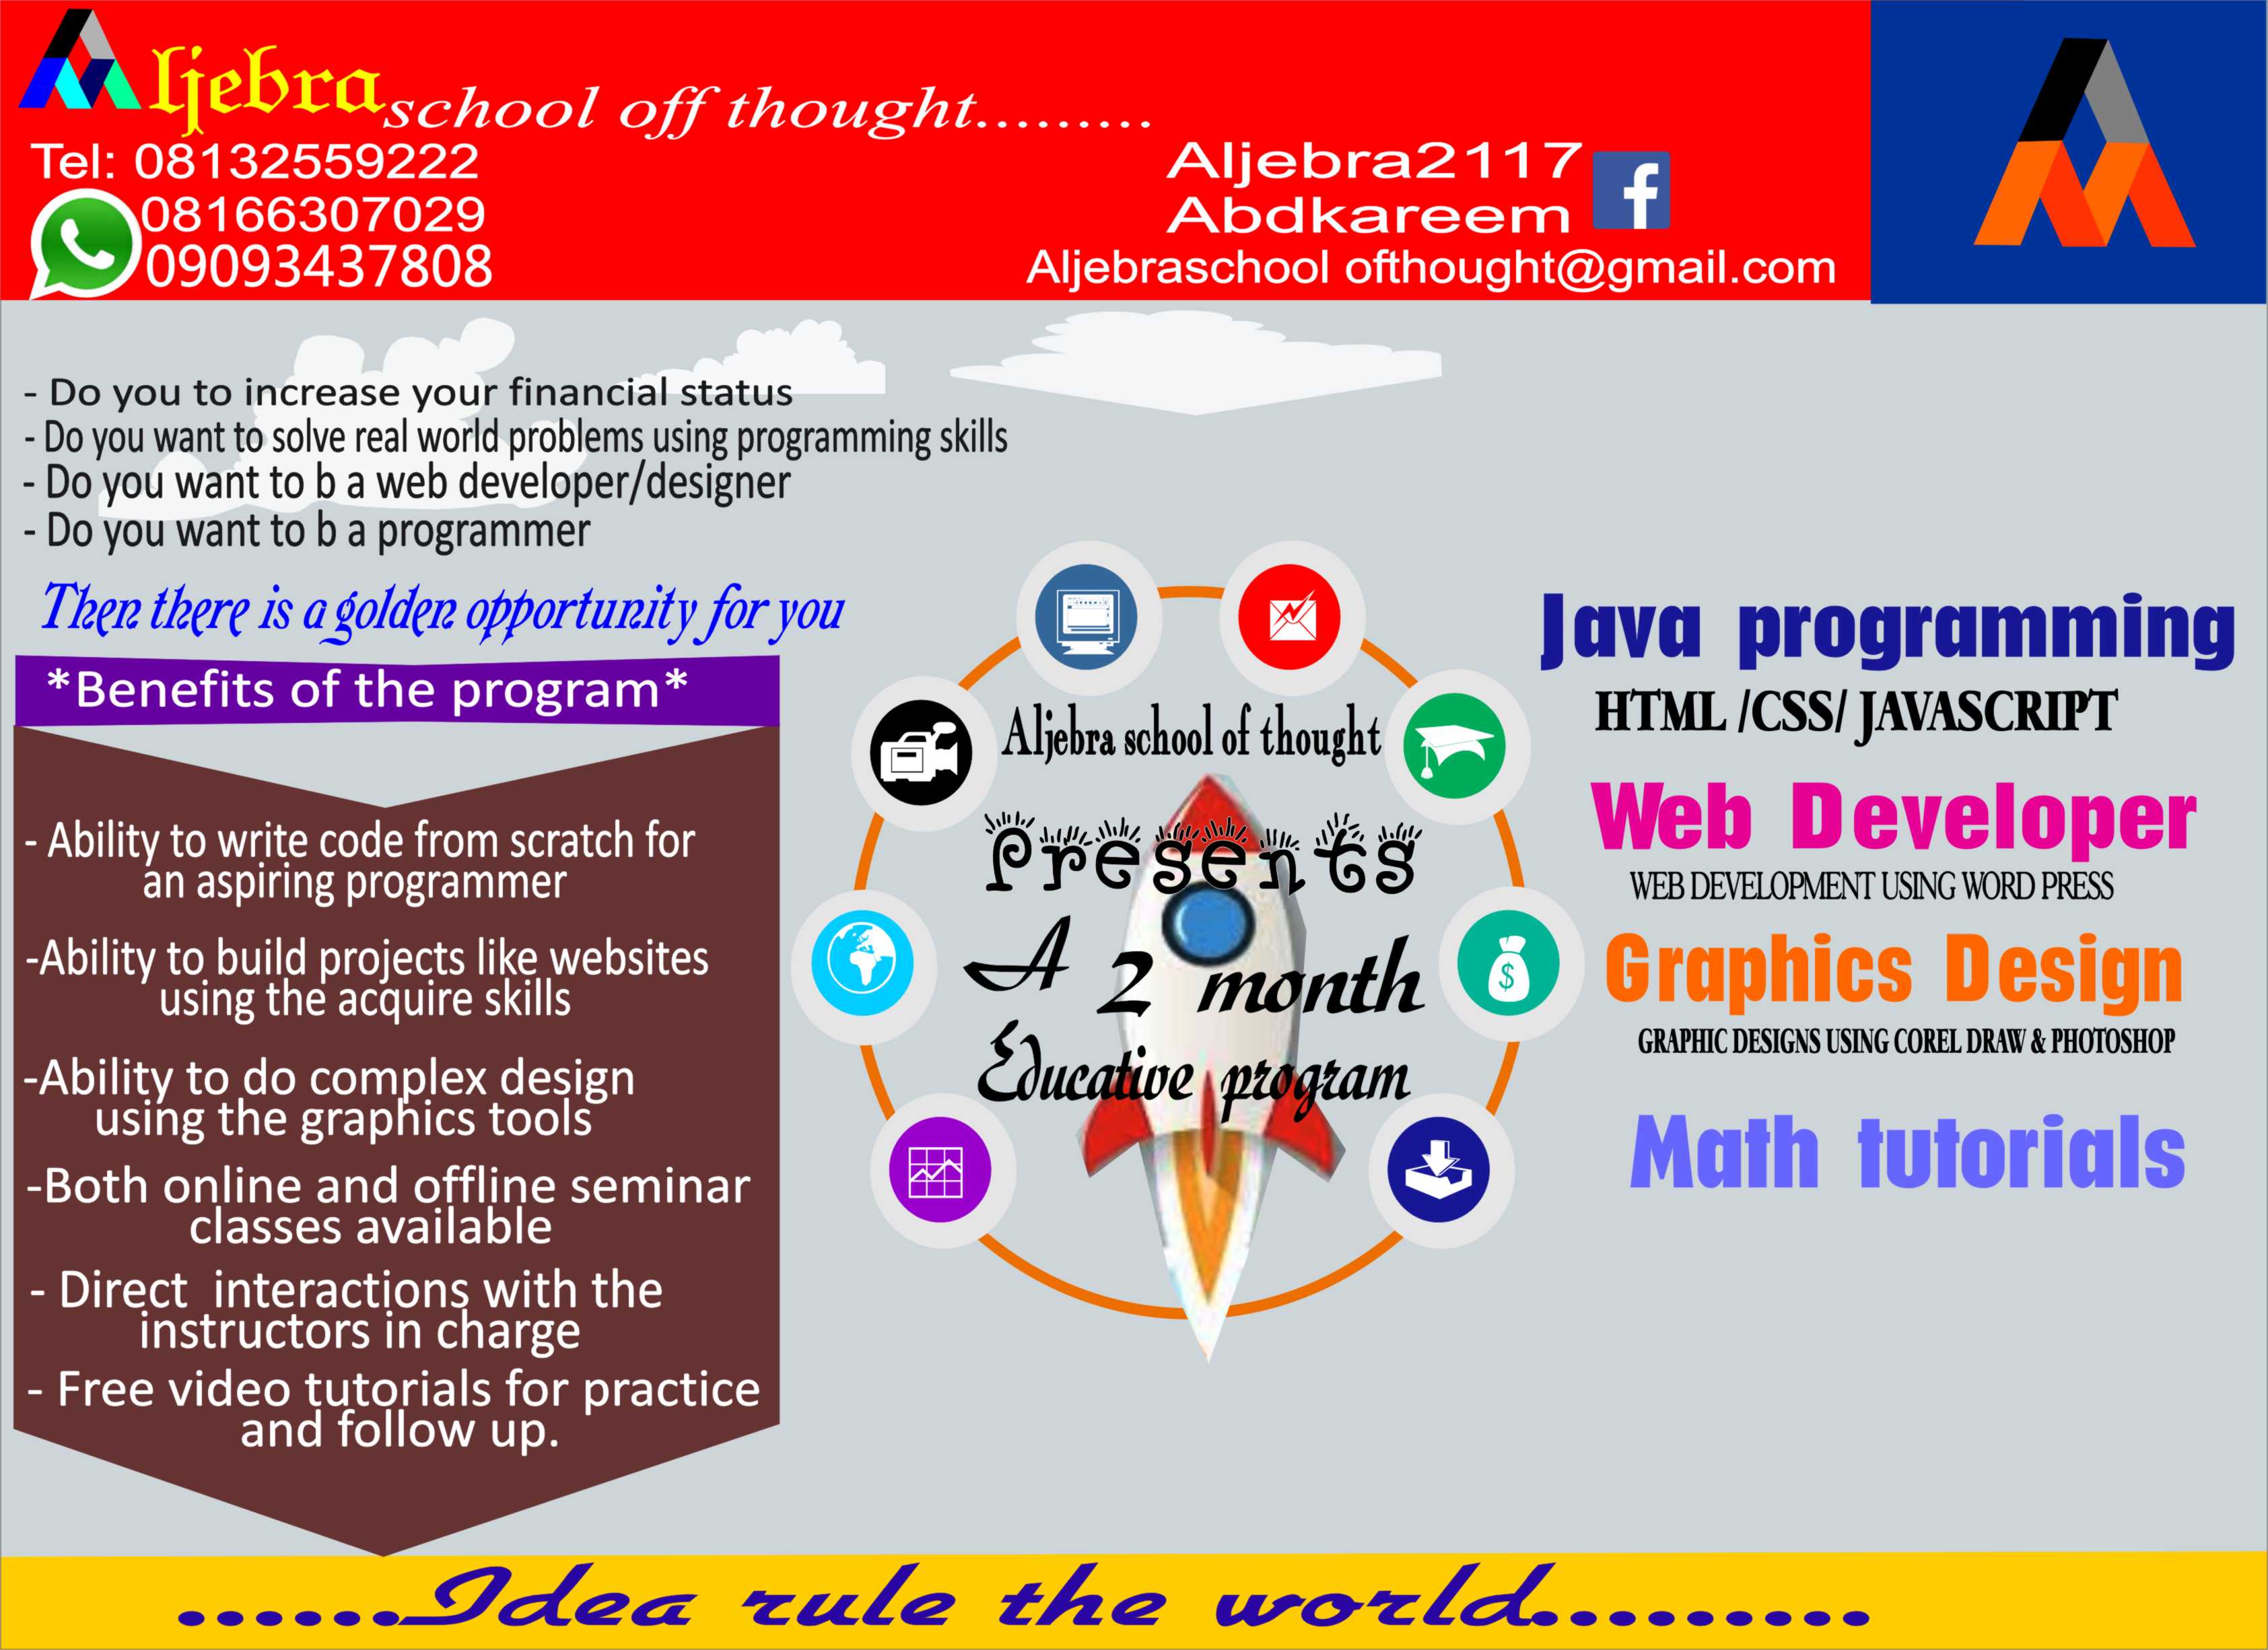 Aljebra school off thought.........
Tel: 08132559222
08166307029
09093437808
Aljebra2117
Abdkareem
f
Aljebraschool ofthought@gmail.com
- Do you to increase your financial status
- Do you want to solve real world problems using programming skills
- Do you want to b a web developer/designer
- Do you want to b a programmer
Then there is a golden opportunity for you
*Benefits of the program*
- Ability to write code from scratch for
an aspiring programmer
-Ability to build projects like websites
using the acquire skills
-Ability to do complex design
using the graphics tools
-Both online and offline seminar
classes available
- Direct interactions with the
instructors in charge
- Free video tutorials for practice
and follow up.
Aljebra school of thought
Presents
A 2 month
Educative program
$
Java programming
HTML /CSS/ JAVASCRIPT
Web Developer
WEB DEVELOPMENT USING WORD PRESS
Graphics Design
GRAPHIC DESIGNS USING COREL DRAW & PHOTOSHOP
Math tutorials
......Idea rule the world.........